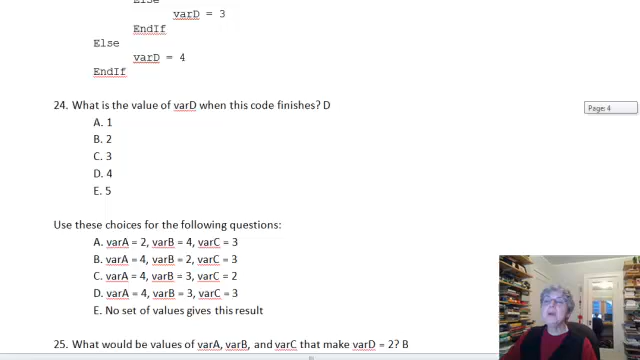 Else
varD = 3
EndIf
Else
varD = 4
EndIf
24. What is the value of varD when this code finishes? D
A. 1
B. 2
C. 3
D. 4
E. 5
Page: 4
Use these choices for the following questions:
A. varA = 2, varB = 4, varC = 3
B. varA = 4, varB = 2, varC = 3
C. varA = 4, varB = 3, varC = 2
D. varA = 4, varB = 3, varC = 3
E. No set of values gives this result
25. What would be values of varA, varB, and varC that make varD = 2? B